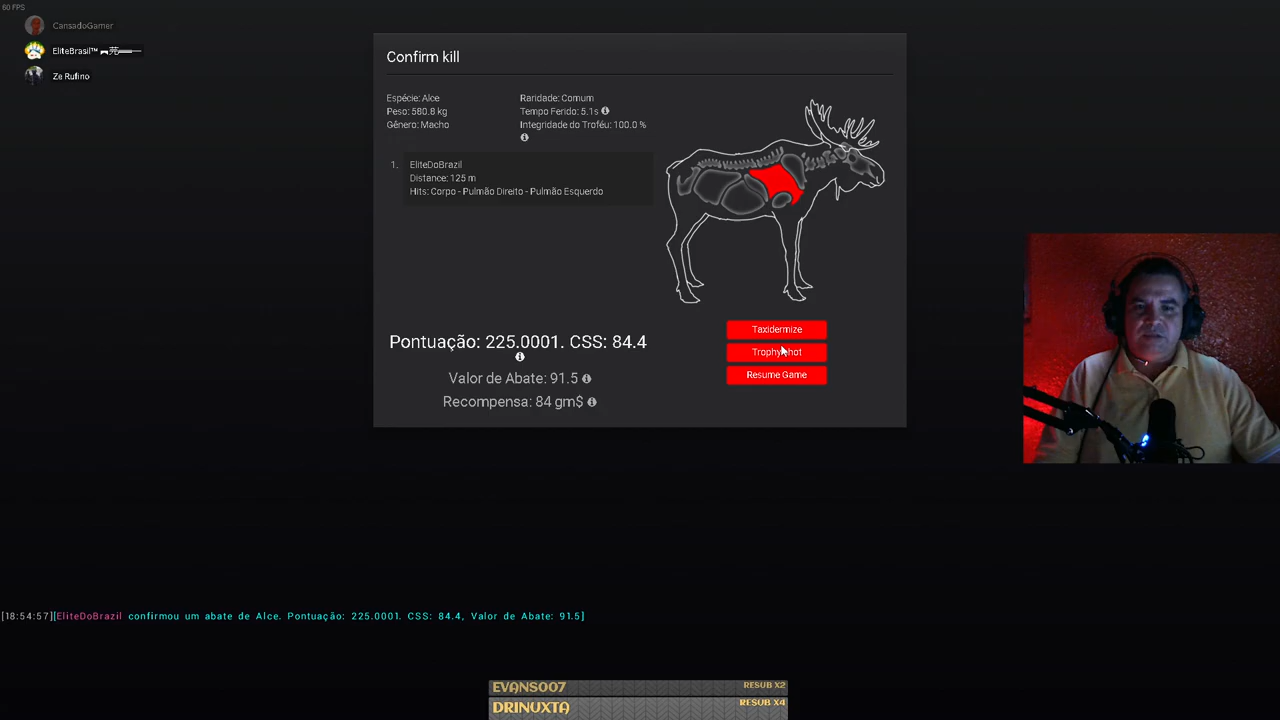 60 FPS
CansadoGamer
EliteBrasil™
Ze Rufino
Confirm kill
Espécie: Alce
Peso: 580.8 kg
Gênero: Macho
Raridade: Comum
Tempo Ferido: 5.1s
Integridade do Troféu: 100.0 %
1. EliteDoBrazil
Distance: 125 m
Hits: Corpo - Pulmão Direito - Pulmão Esquerdo
Pontuação: 225.0001. CSS: 84.4
Valor de Abate: 91.5
Recompensa: 84 gm$
Taxidermize
Trophy shot
Resume Game
[18:54:57][EliteDoBrazil confirmou um abate de Alce. Pontuação: 225.0001. CSS: 84.4, Valor de Abate: 91.5]
EVANS007 RESUB X2
DRINUXTA RESUB X4